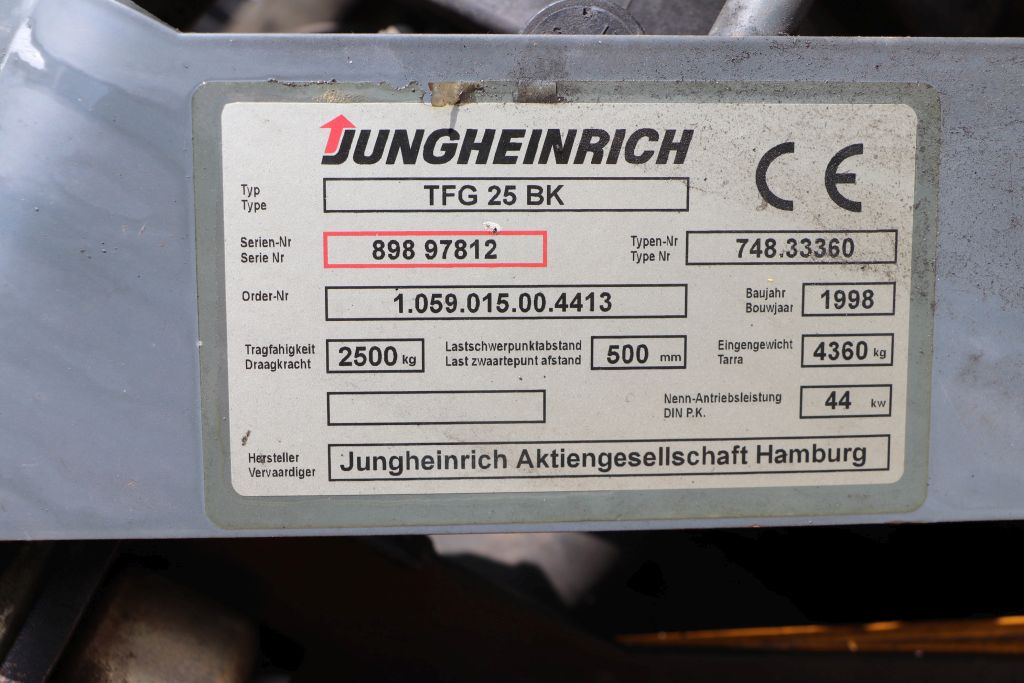 JUNGHEINRICH CE
Typ
Type
TFG 25 BK
Serien-Nr
Serie Nr
898 97812
Typen-Nr
Type Nr
748.33360
Order-Nr
1.059.015.00.4413
Baujahr
Bouwjaar
1998
Tragfahigkeit
Draagkracht
2500 kg
Lastschwerpunktabstand
Last zwaartepunt afstand
500 mm
Eingengewicht
Tarra
4360 kg
Nenn-Antriebsleistung
DIN P.K.
44 kw
Hersteller
Vervaardiger
Jungheinrich Aktiengesellschaft Hamburg